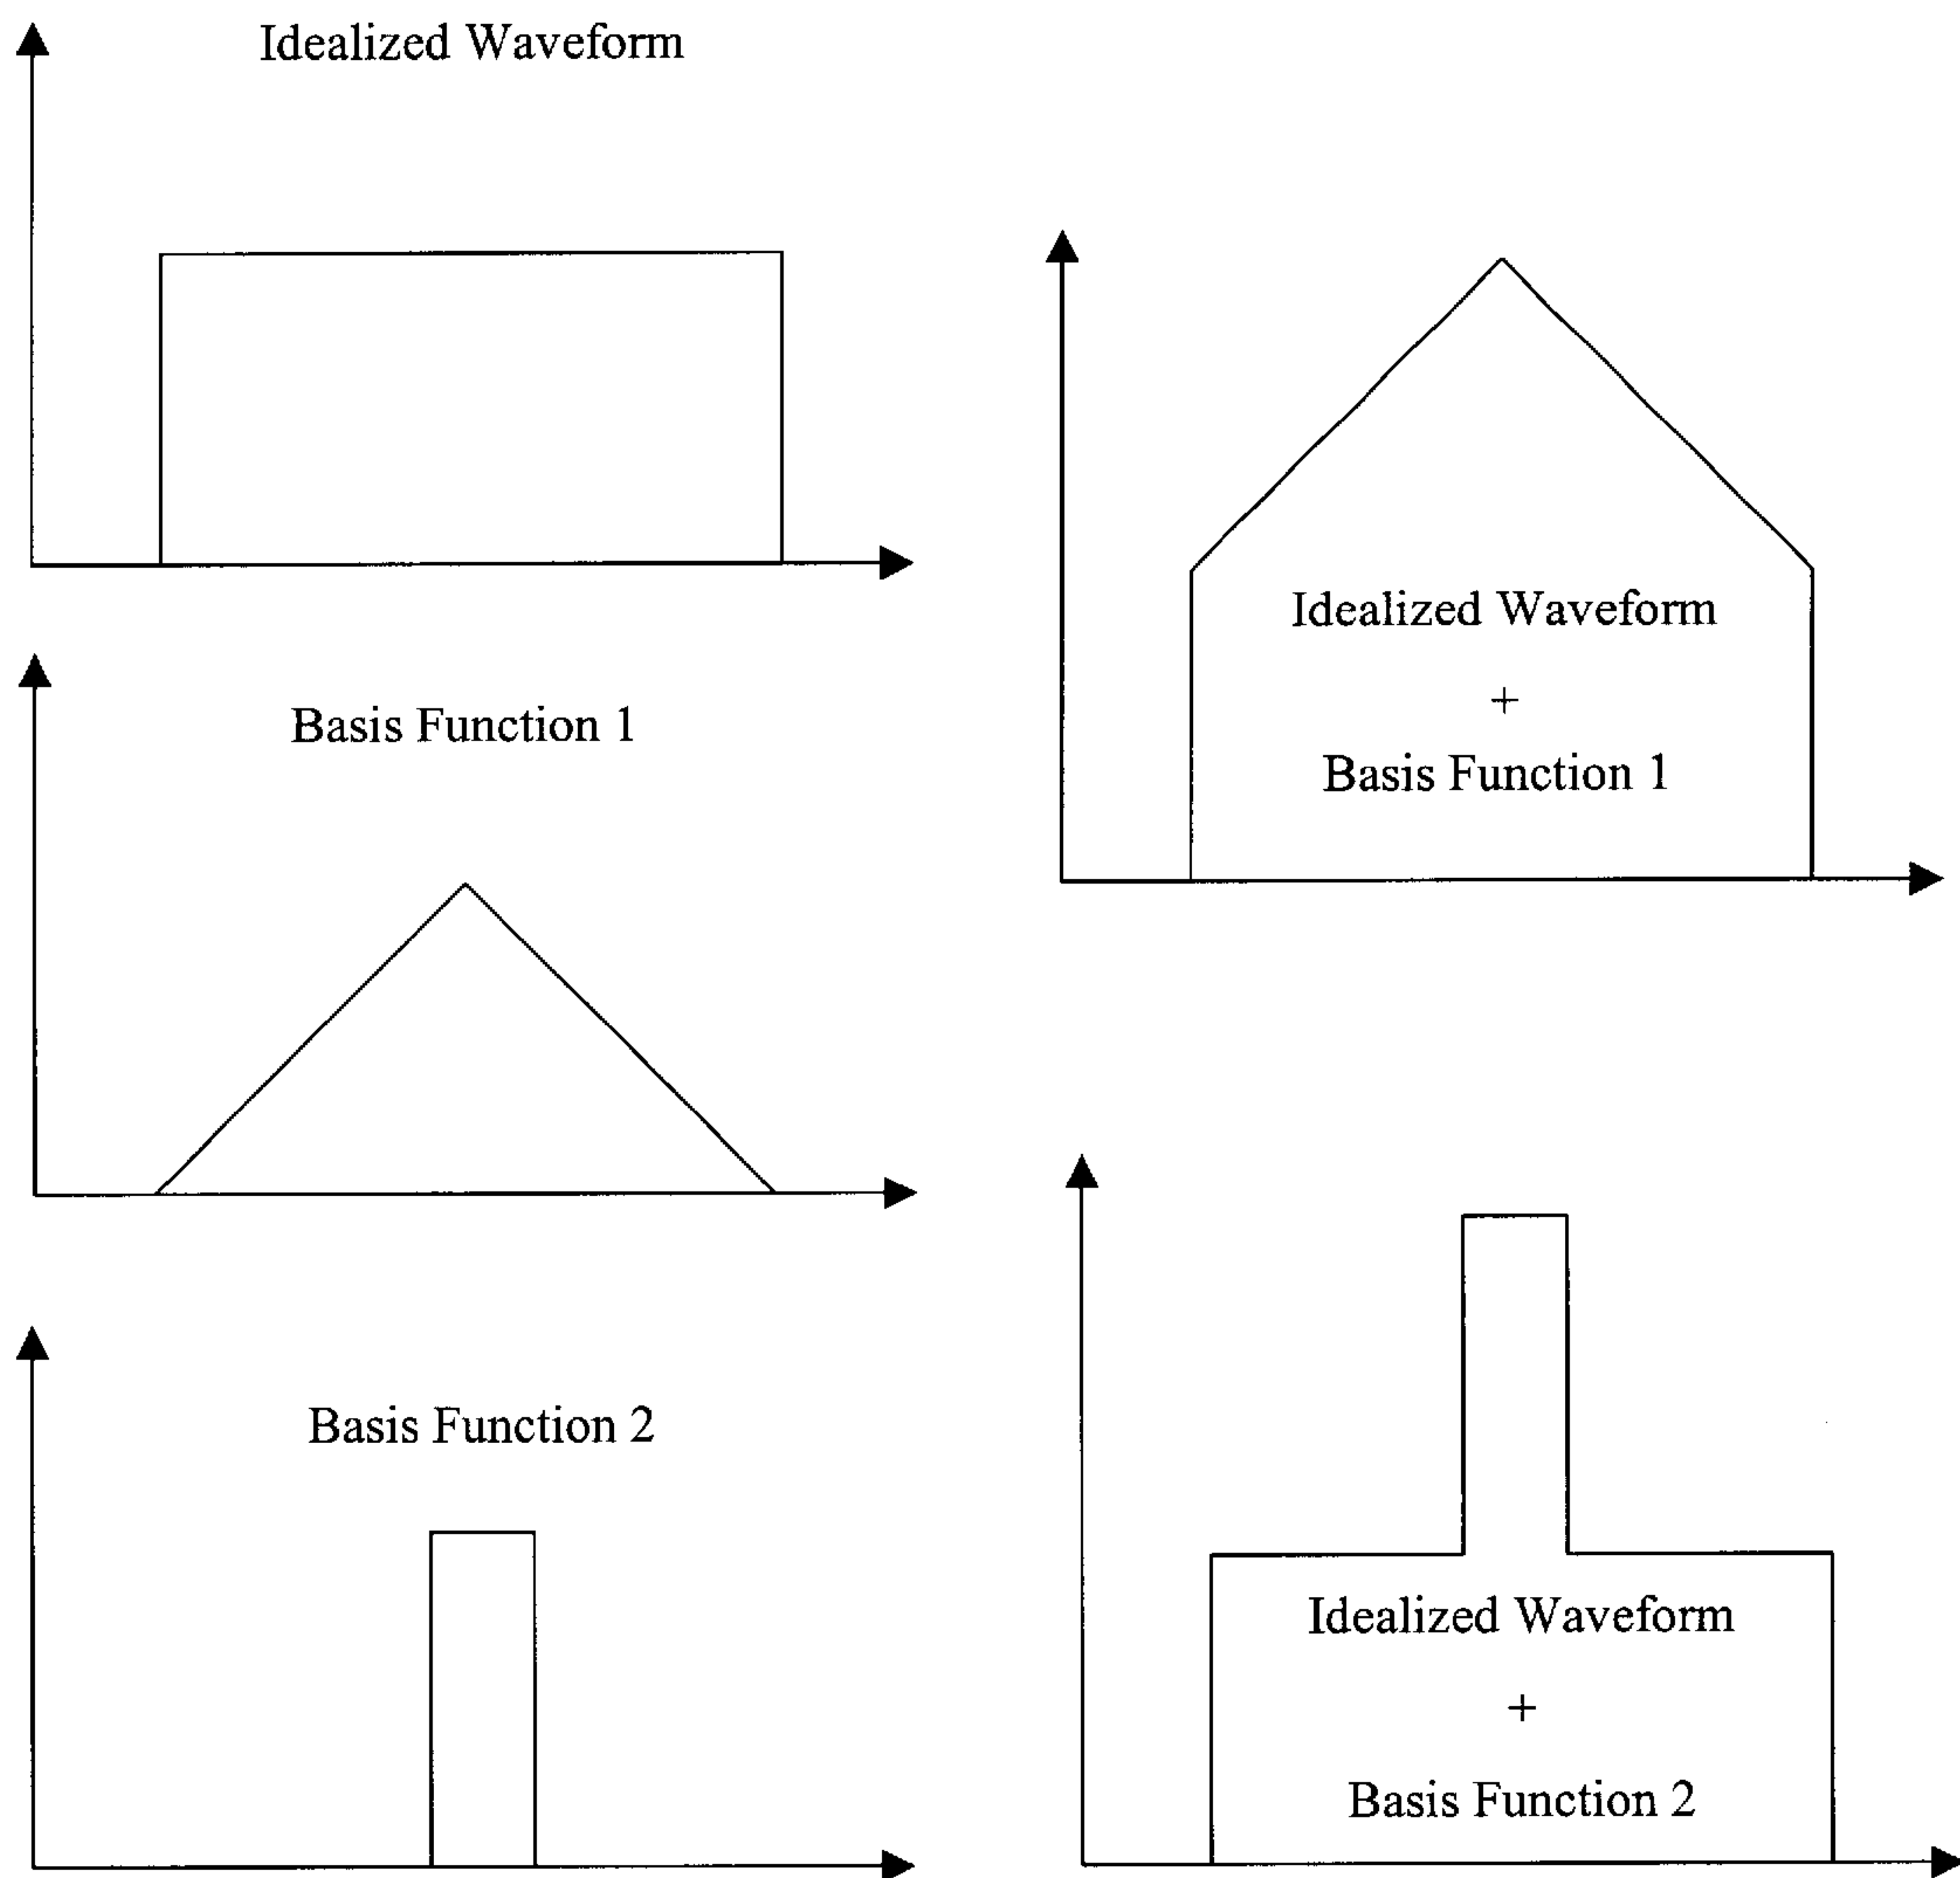 Idealized Waveform
Basis Function 1
Basis Function 2
Idealized Waveform
+
Basis Function 1
Idealized Waveform
+
Basis Function 2